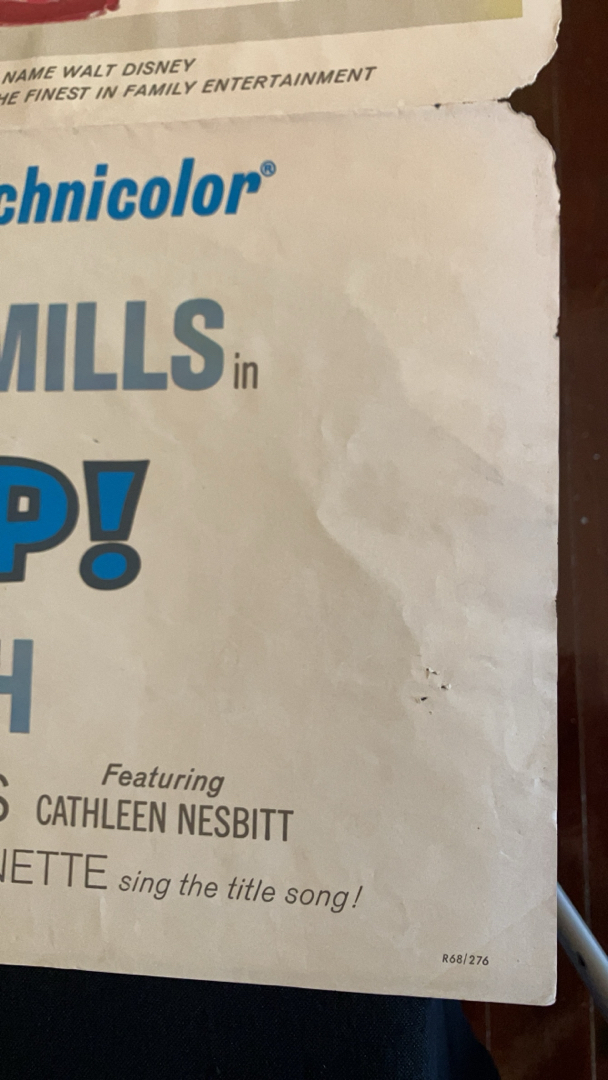 NAME WALT DISNEY
HE FINEST IN FAMILY ENTERTAINMENT
chnicolor®
MILLS in
P!
H
Featuring
S CATHLEEN NESBITT
NETTE sing the title song!
R68/276